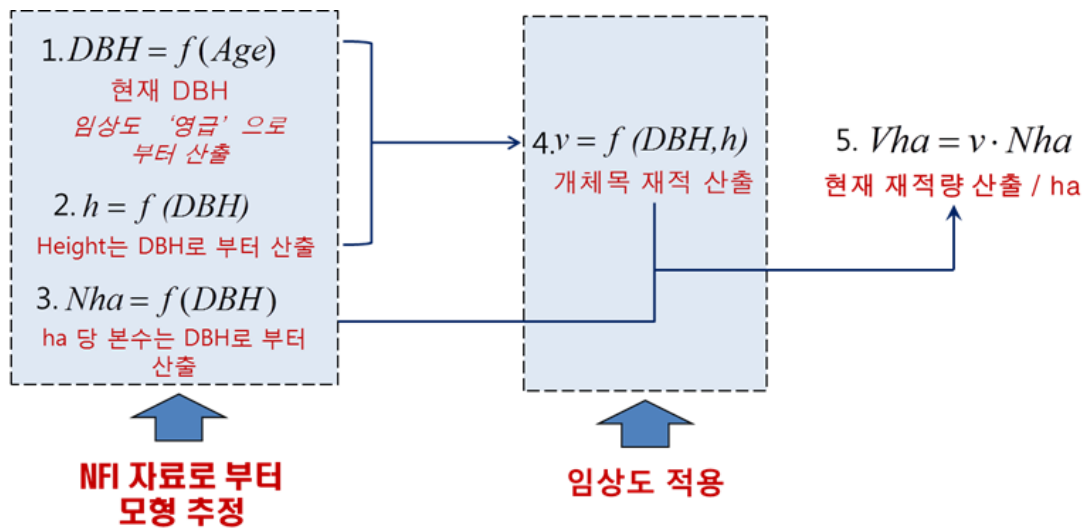 1. DBH = f(Age)
현재 DBH
임상도 ‘영급’ 으로
부터 산출
2. h = f (DBH)
Height는 DBH로 부터 산출
3. Nha = f(DBH)
ha 당 본수는 DBH로 부터
산출
NFI 자료로 부터
모형 추정
4. v = f (DBH,h)
개체목 재적 산출
임상도 적용
5. Vha = v · Nha
현재 재적량 산출 / ha